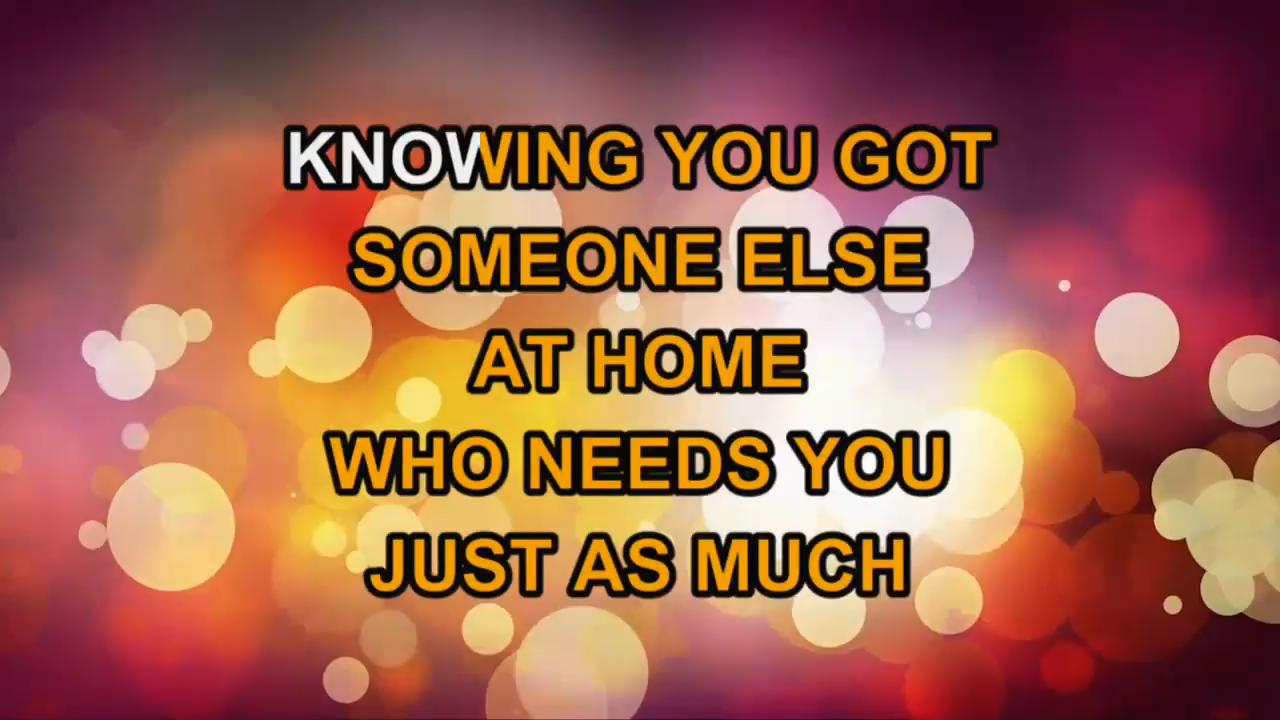 KNOWING YOU GOT
SOMEONE ELSE
AT HOME
WHO NEEDS YOU
JUST AS MUCH